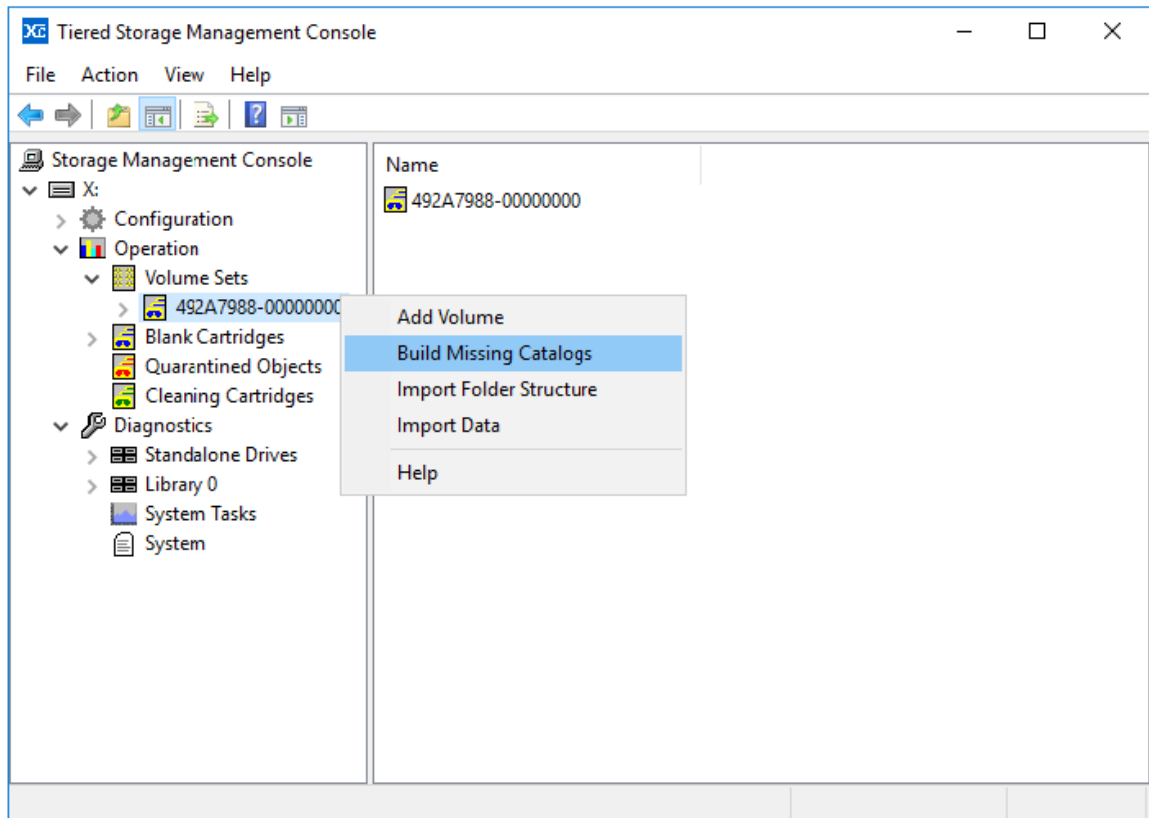 XC Tiered Storage Management Console
File Action View Help
Storage Management Console
X:
Configuration
Operation
Volume Sets
492A7988-00000000
Blank Cartridges
Quarantined Objects
Cleaning Cartridges
Diagnostics
Standalone Drives
Library 0
System Tasks
System
Name
492A7988-00000000
Add Volume
Build Missing Catalogs
Import Folder Structure
Import Data
Help